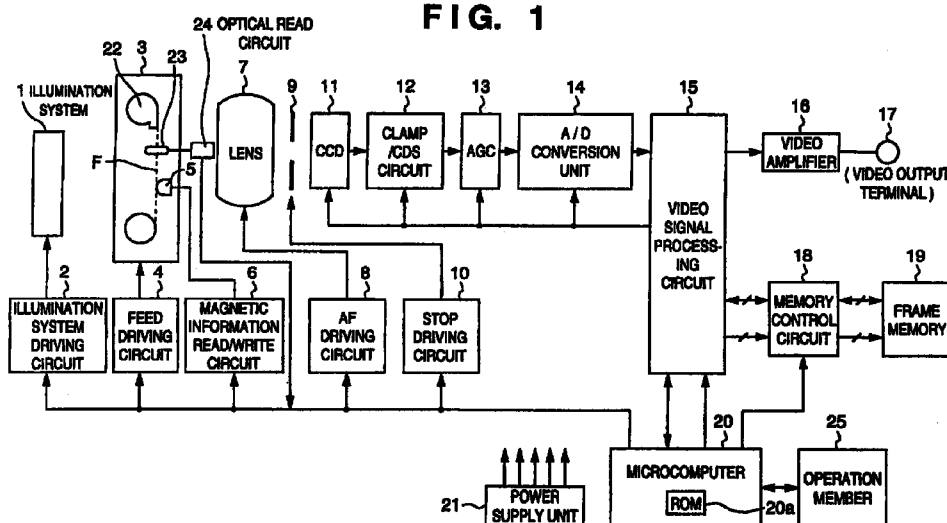 FIG. 1
24 OPTICAL READ
CIRCUIT
22
3
23
7
1 ILLUMINATION
SYSTEM
9
11
12
13
14
15
16
17
F
5
LENS
CCD
CLAMP
/CDS
CIRCUIT
AGC
A / D
CONVERSION
UNIT
VIDEO
AMPLIFIER
( VIDEO OUTPUT
TERMINAL )
VIDEO
SIGNAL
PROCESS-
ING
CIRCUIT
2
4
6
8
10
18
19
ILLUMINATION
SYSTEM
DRIVING
CIRCUIT
FEED
DRIVING
CIRCUIT
MAGNETIC
INFORMATION
READ/WRITE
CIRCUIT
AF
DRIVING
CIRCUIT
STOP
DRIVING
CIRCUIT
MEMORY
CONTROL
CIRCUIT
FRAME
MEMORY
20
25
MICROCOMPUTER
ROM
20a
OPERATION
MEMBER
21
POWER
SUPPLY UNIT